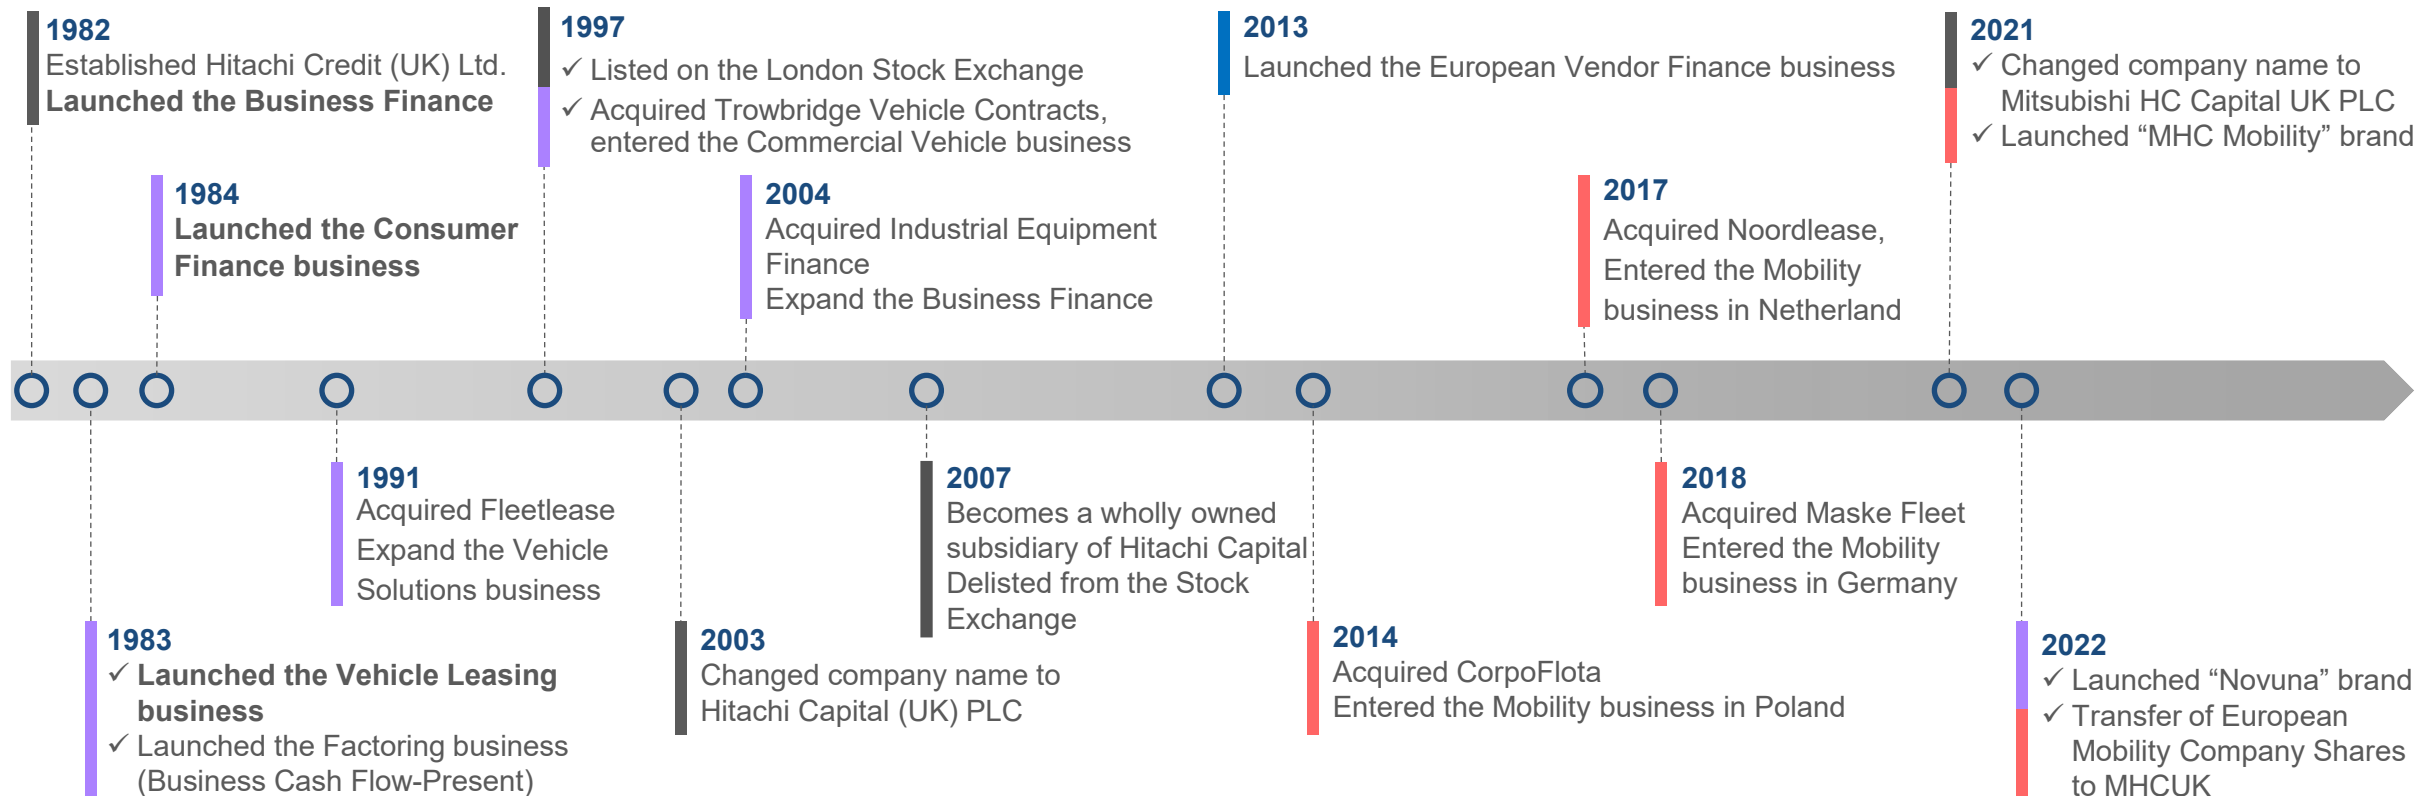 1982
Established Hitachi Credit (UK) Ltd.
Launched the Business Finance
1997
✓ Listed on the London Stock Exchange
✓ Acquired Trowbridge Vehicle Contracts,
entered the Commercial Vehicle business
2013
Launched the European Vendor Finance business
2021
✓ Changed company name to
Mitsubishi HC Capital UK PLC
✓ Launched “MHC Mobility” brand
1984
Launched the Consumer
Finance business
2004
Acquired Industrial Equipment
Finance
Expand the Business Finance
2017
Acquired Noordlease,
Entered the Mobility
business in Netherland
1991
Acquired Fleetlease
Expand the Vehicle
Solutions business
2007
Becomes a wholly owned
subsidiary of Hitachi Capital
Delisted from the Stock
Exchange
2018
Acquired Maske Fleet
Entered the Mobility
business in Germany
1983
✓ Launched the Vehicle Leasing
business
✓ Launched the Factoring business
(Business Cash Flow-Present)
2003
Changed company name to
Hitachi Capital (UK) PLC
2014
Acquired CorpoFlota
Entered the Mobility business in Poland
2022
✓ Launched “Novuna” brand
✓ Transfer of European
Mobility Company Shares
to MHCUK